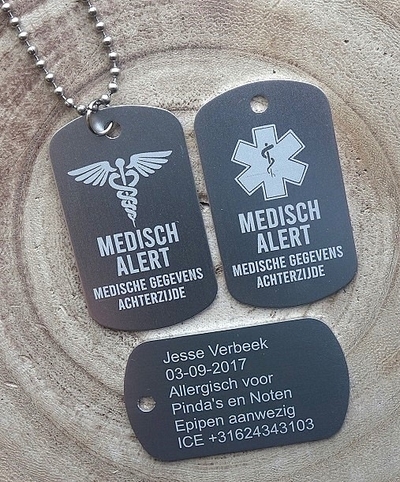 MEDISCH
ALERT
MEDISCHE GEGEVENS
ACHTERZIJDE
MEDISCH
ALERT
MEDISCHE GEGEVENS
ACHTERZIJDE
Jesse Verbeek
03-09-2017
Allergisch voor
Pinda's en Noten
Epipen aanwezig
ICE +31624343103